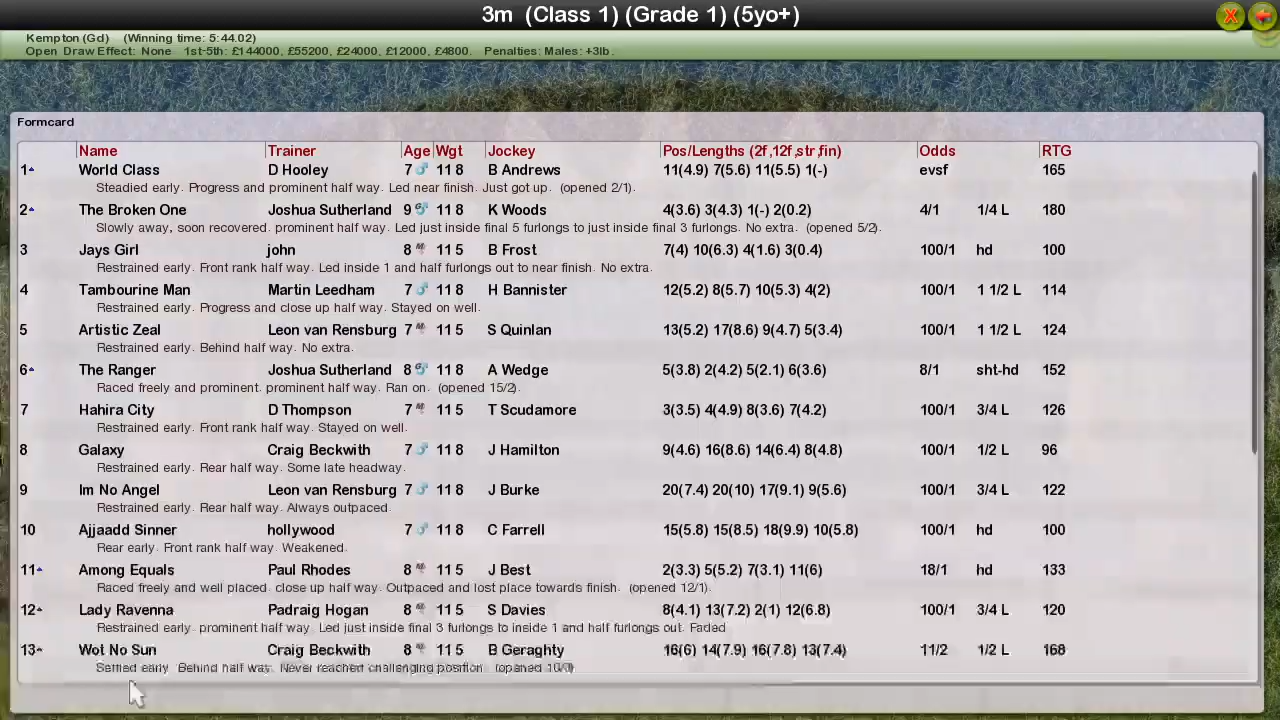 3m (Class 1) (Grade 1) (5yo+)
Kempton (Gd) (Winning time: 5:44.02)
Open Draw Effect: None. 1st-5th: £144000, £55200, £24000, £12000, £4800. Penalties: Males: +3lb.
Formcard
Name Trainer Age Wgt Jockey Pos/Lengths (2f,12f,str,fin) Odds RTG
1 World Class D Hooley 7 11 8 B Andrews 11(4.9) 7(5.6) 11(5.5) 1(-) evsf 165
Steadied early. Progress and prominent half way. Led near finish. Just got up. (opened 2/1).
2 The Broken One Joshua Sutherland 9 11 8 K Woods 4(3.6) 3(4.3) 1(-) 2(0.2) 4/1 1/4 L 180
Slowly away, soon recovered. prominent half way. Led just inside final 5 furlongs to just inside final 3 furlongs. No extra. (opened 5/2).
3 Jays Girl john 8 11 5 B Frost 7(4) 10(6.3) 4(1.6) 3(0.4) 100/1 hd 100
Restrained early. Front rank half way. Led inside 1 and half furlongs out to near finish. No extra.
4 Tambourine Man Martin Leedham 7 11 8 H Bannister 12(5.2) 8(5.7) 10(5.3) 4(2) 100/1 1 1/2 L 114
Restrained early. Progress and close up half way. Stayed on well.
5 Artistic Zeal Leon van Rensburg 7 11 5 S Quinlan 13(5.2) 17(8.6) 9(4.7) 5(3.4) 100/1 1 1/2 L 124
Restrained early. Behind half way. No extra.
6 The Ranger Joshua Sutherland 8 11 8 A Wedge 5(3.8) 2(4.2) 5(2.1) 6(3.6) 8/1 sht-hd 152
Raced freely and prominent. prominent half way. Ran on. (opened 15/2).
7 Hahira City D Thompson 7 11 5 T Scudamore 3(3.5) 4(4.9) 8(3.6) 7(4.2) 100/1 3/4 L 126
Restrained early. Front rank half way. Stayed on well.
8 Galaxy Craig Beckwith 7 11 8 J Hamilton 9(4.6) 16(8.6) 14(6.4) 8(4.8) 100/1 1/2 L 96
Restrained early. Rear half way. Some late headway.
9 Im No Angel Leon van Rensburg 7 11 8 J Burke 20(7.4) 20(10) 17(9.1) 9(5.6) 100/1 3/4 L 122
Restrained early. Rear half way. Always outpaced
10 Ajjaadd Sinner hollywood 7 11 8 C Farrell 15(5.8) 15(8.5) 18(9.9) 10(5.8) 100/1 hd 100
Rear early. Front rank half way. Weakened.
11 Among Equals Paul Rhodes 8 11 5 J Best 2(3.3) 5(5.2) 7(3.1) 11(6) 18/1 hd 133
Raced freely and well placed. close up half way. Outpaced and lost place towards finish. (opened 12/1).
12 Lady Ravenna Padraig Hogan 8 11 5 S Davies 8(4.1) 13(7.2) 2(1) 12(6.8) 100/1 3/4 L 120
Restrained early. prominent half way. Led just inside final 3 furlongs to inside 1 and half furlongs out. Faded
13 Wot No Sun Craig Beckwith 8 11 5 B Geraghty 16(6) 14(7.9) 16(7.8) 13(7.4) 11/2 1/2 L 168
Settled early. Behind half way. Never reached challenging position. (opened